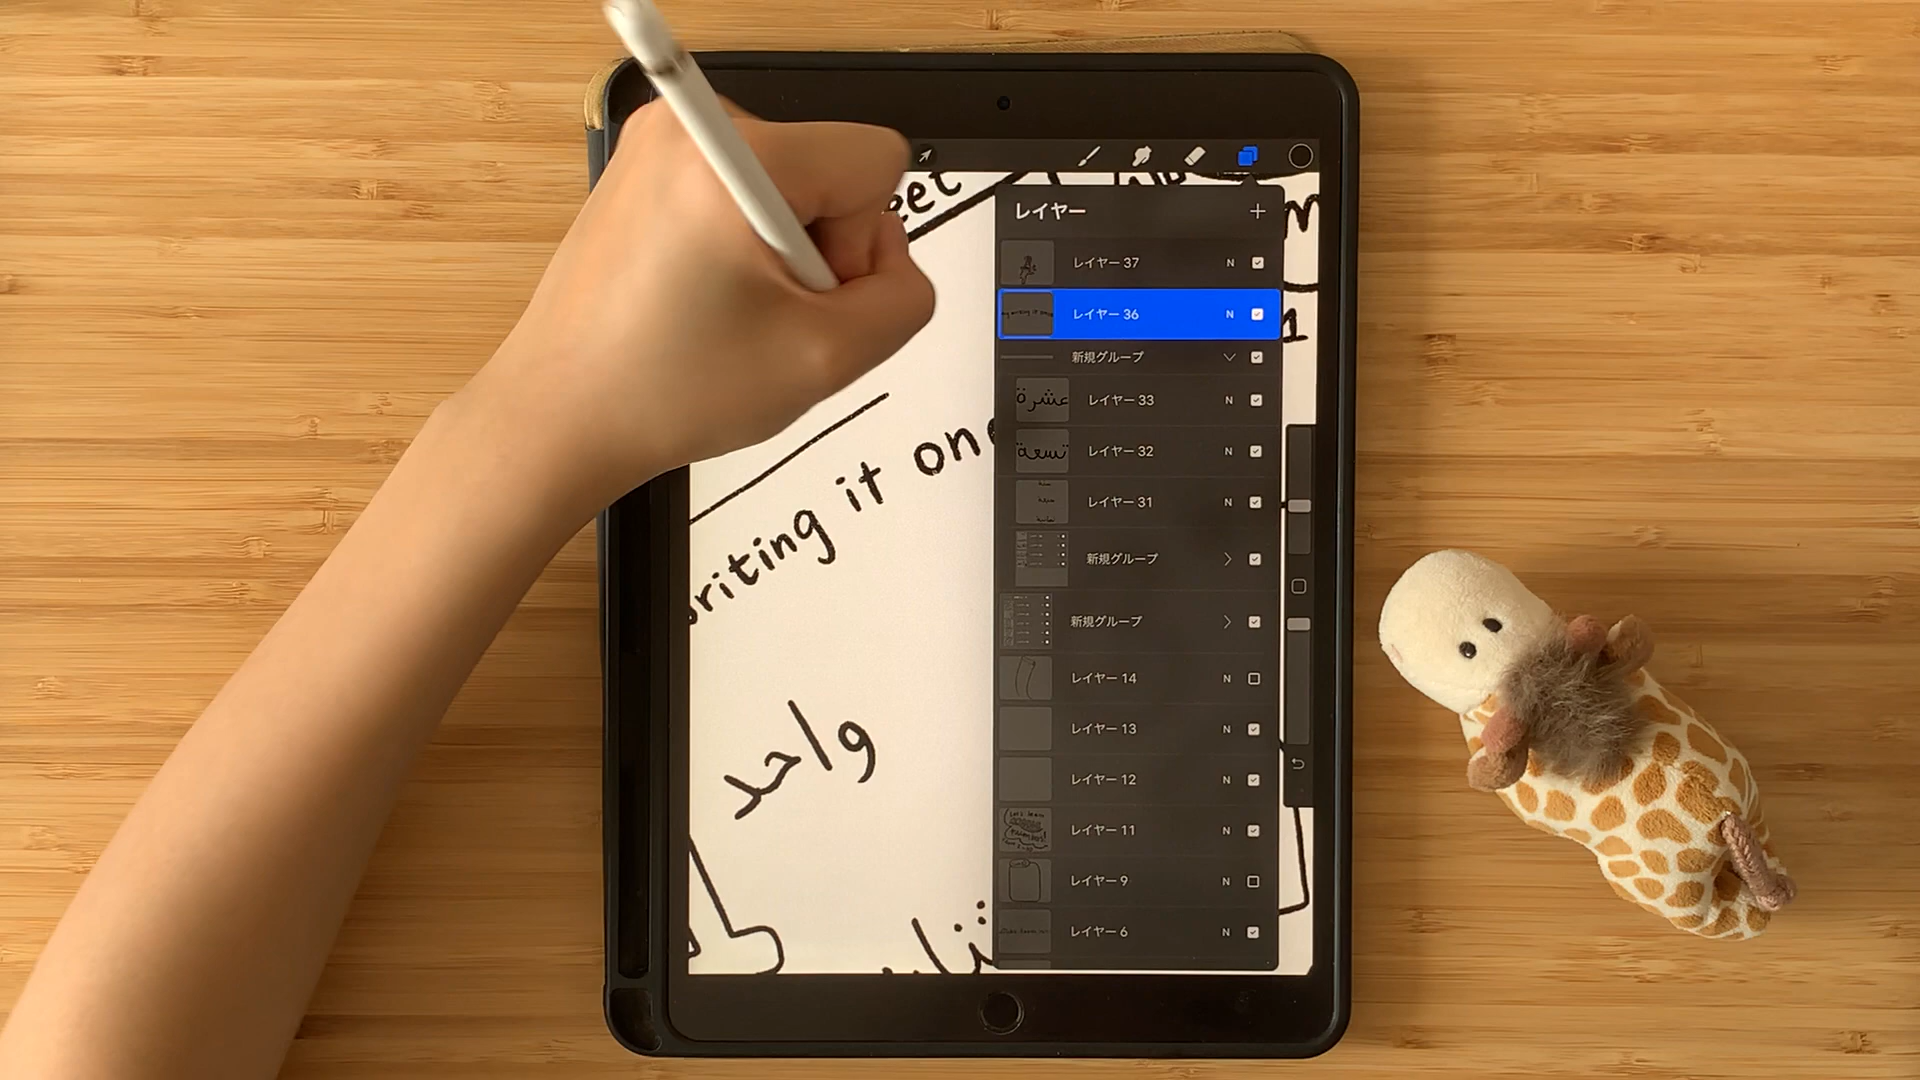 レイヤー
レイヤー 37 N
レイヤー 36 N
新規グループ
عشرة レイヤー 33 N
تسعة レイヤー 32 N
レイヤー 31 N
新規グループ
新規グループ
レイヤー 14 N
レイヤー 13 N
レイヤー 12 N
レイヤー 11 N
レイヤー 9 N
レイヤー 6 N
eet
M
1
writing it onc
واحد